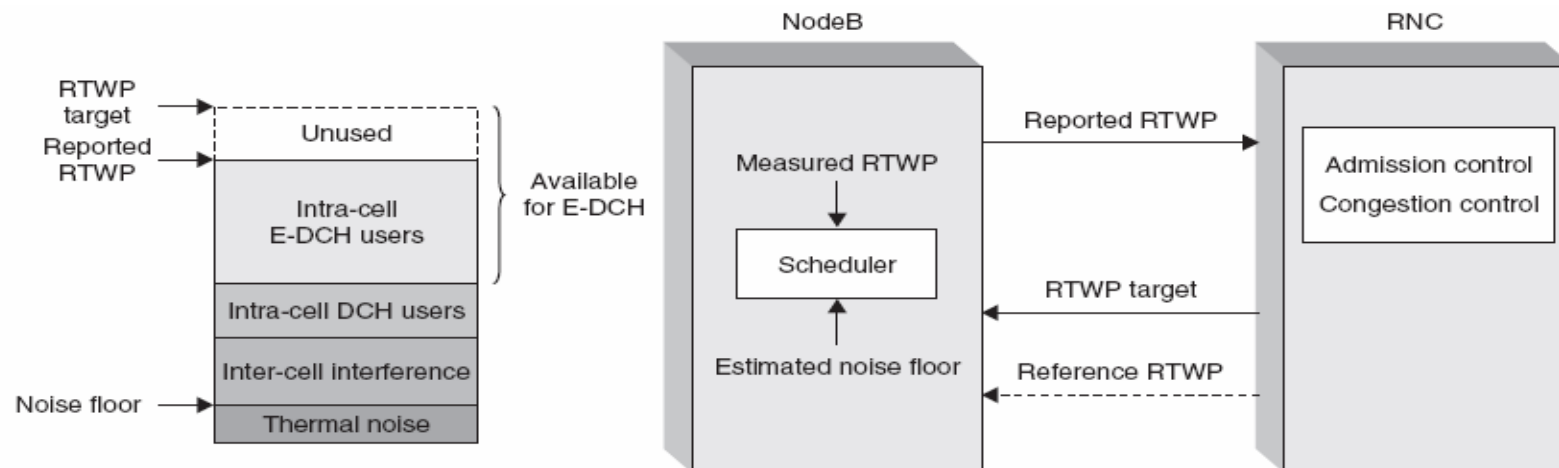 NodeB
RNC
RTWP
target
Reported
RTWP
Unused
Intra-cell
E-DCH users
Available
for E-DCH
Intra-cell DCH users
Inter-cell interference
Noise floor
Thermal noise
Measured RTWP
Scheduler
Estimated noise floor
Reported RTWP
RTWP target
Reference RTWP
Admission control
Congestion control